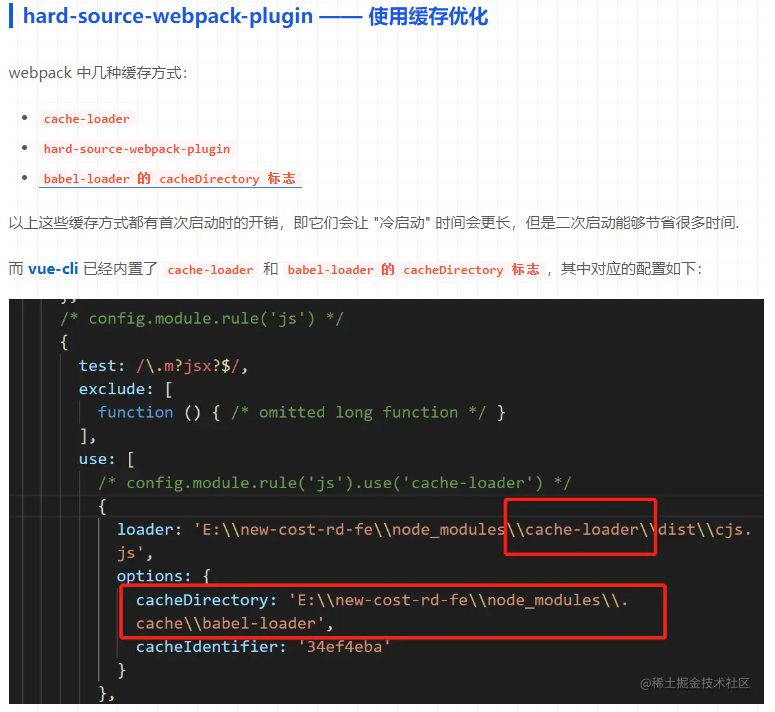 hard-source-webpack-plugin —— 使用缓存优化
webpack 中几种缓存方式：
cache-loader
hard-source-webpack-plugin
babel-loader 的 cacheDirectory 标志
以上这些缓存方式都有首次启动时的开销，即它们会让 "冷启动" 时间会更长，但是二次启动能够节省很多时间.
而 vue-cli 已经内置了 cache-loader 和 babel-loader 的 cacheDirectory 标志 ，其中对应的配置如下：
},
/* config.module.rule('js') */
{
test: /\.m?jsx?$/,
exclude: [
function () { /* omitted long function */ }
],
use: [
/* config.module.rule('js').use('cache-loader') */
{
loader: 'E:\\new-cost-rd-fe\\node_modules\\cache-loader\\dist\\cjs.
js',
options: {
cacheDirectory: 'E:\\new-cost-rd-fe\\node_modules\\.
cache\\babel-loader',
cacheIdentifier: '34ef4eba'
}
},
@稀土掘金技术社区